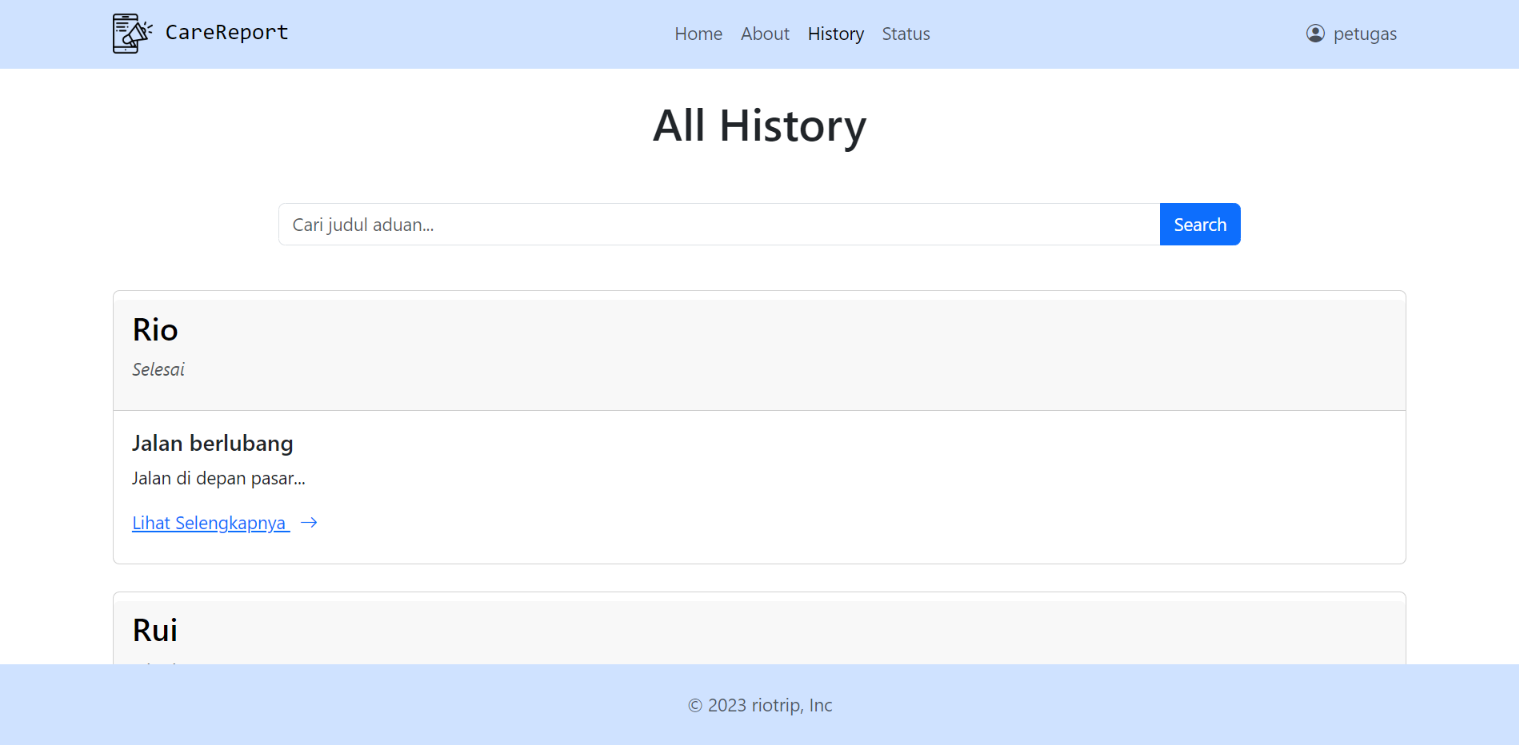 CareReport
Home About History Status
petugas
All History
Cari judul aduan...
Search
Rio
Selesai
Jalan berlubang
Jalan di depan pasar...
Lihat Selengkapnya →
Rui
© 2023 riotrip, Inc